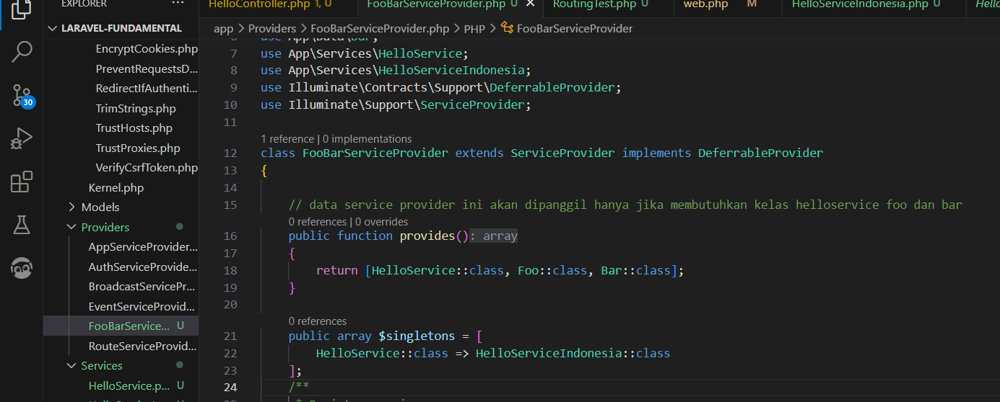 EXPLORER
...
HelloController.php 1, U
FooBarServiceProvider.php U
RoutingTest.php U
web.php M
HelloServiceIndonesia.php U
LARAVEL-FUNDAMENTAL
app > Providers > FooBarServiceProvider.php > PHP > FooBarServiceProvider
EncryptCookies.php
PreventRequestsD...
RedirectIfAuthenti...
TrimStrings.php
TrustHosts.php
TrustProxies.php
VerifyCsrfToken.php
Kernel.php
Models
Providers
AppServiceProvider...
AuthServiceProvide...
BroadcastServicePr...
EventServiceProvid...
FooBarService... U
RouteServiceProvid...
Services
HelloService.p... U
30
6 use App\Data\Bar;
7 use App\Services\HelloService;
8 use App\Services\HelloServiceIndonesia;
9 use Illuminate\Contracts\Support\DeferrableProvider;
10 use Illuminate\Support\ServiceProvider;
11
1 reference | 0 implementations
12 class FooBarServiceProvider extends ServiceProvider implements DeferrableProvider
13 {
14
15 // data service provider ini akan dipanggil hanya jika membutuhkan kelas helloservice foo dan bar
0 references | 0 overrides
16 public function provides(): array
17 {
18 return [HelloService::class, Foo::class, Bar::class];
19 }
20
0 references
21 public array $singletons = [
22 HelloService::class => HelloServiceIndonesia::class
23 ];
24 /**